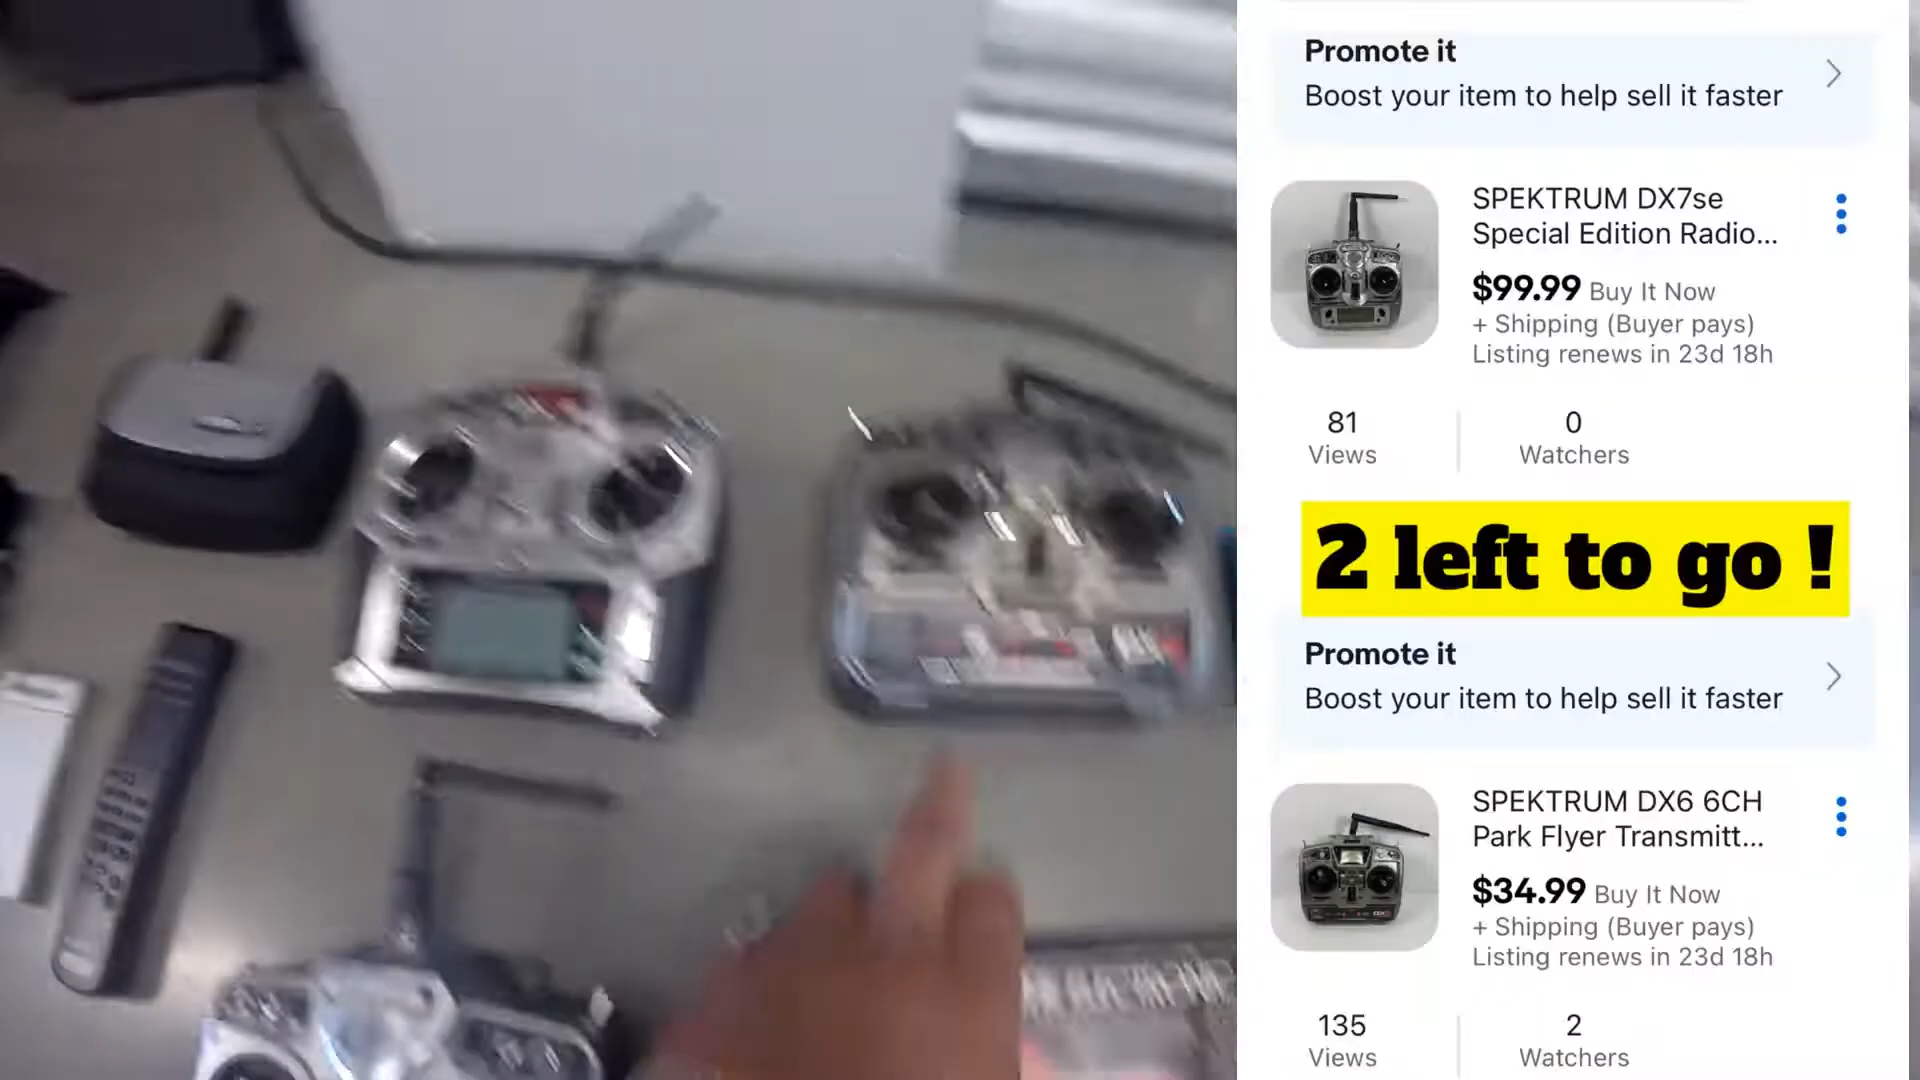 Promote it
Boost your item to help sell it faster
SPEKTRUM DX7se
Special Edition Radio...
$99.99 Buy It Now
+ Shipping (Buyer pays)
Listing renews in 23d 18h
81
Views
0
Watchers
2 left to go !
Promote it
Boost your item to help sell it faster
SPEKTRUM DX6 6CH
Park Flyer Transmitt...
$34.99 Buy It Now
+ Shipping (Buyer pays)
Listing renews in 23d 18h
135
Views
2
Watchers